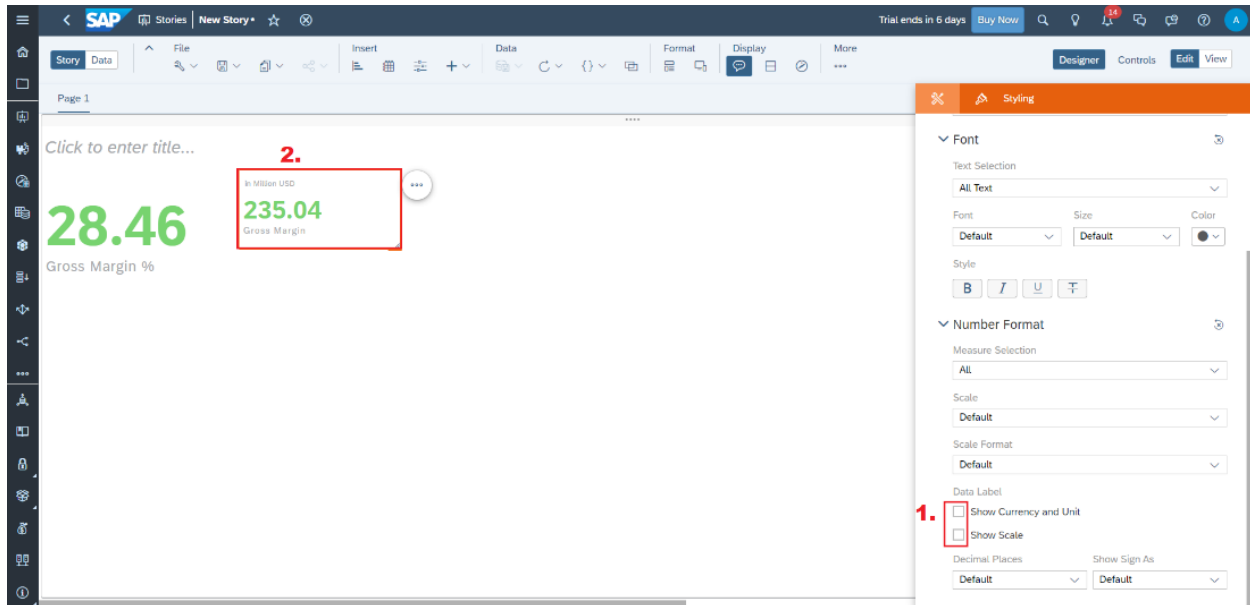 SAP Stories New Story • Trial ends in 6 days Buy Now 14 A
Story Data File Insert Data Format Display More Designer Controls Edit View
Page 1
Styling
Click to enter title...
2.
In Million USD
235.04
Gross Margin
28.46
Gross Margin %
Font
Text Selection
All Text
Font Size Color
Default Default
Style
B I U T
Number Format
Measure Selection
All
Scale
Default
Scale Format
Default
Data Label
1.
Show Currency and Unit
Show Scale
Decimal Places Show Sign As
Default Default